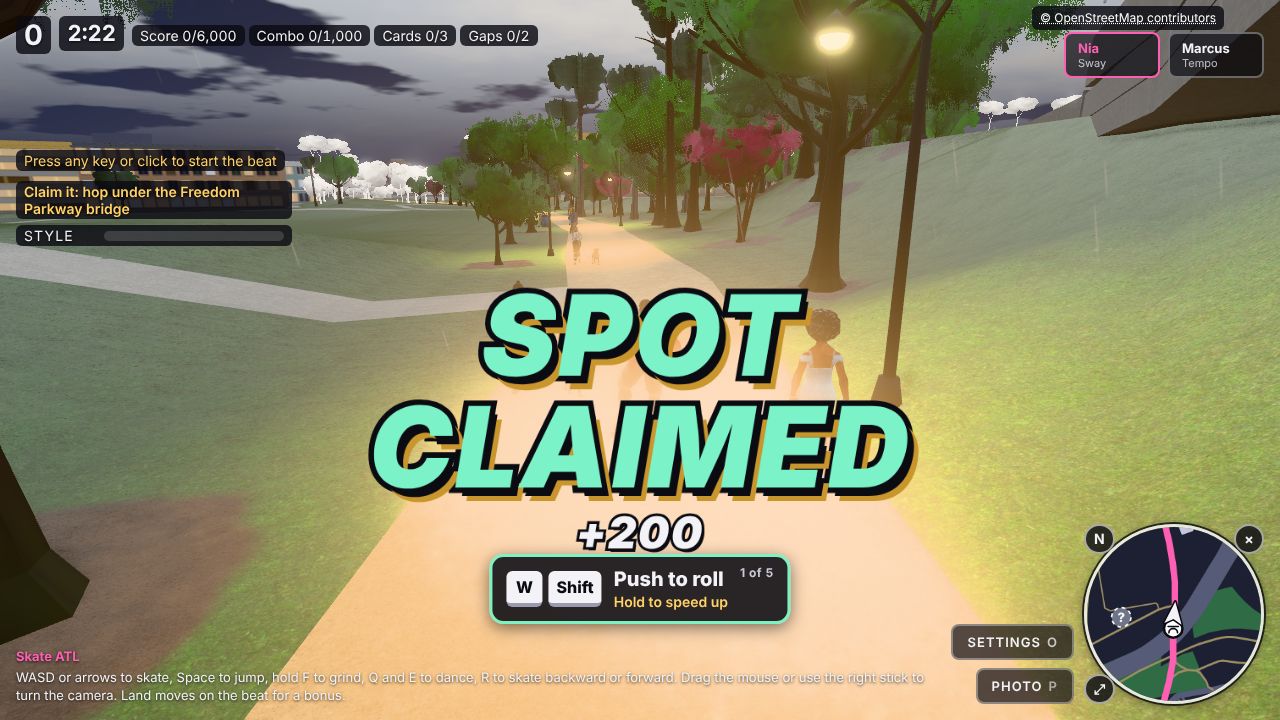 0
2:22
Score 0/6,000
Combo 0/1,000
Cards 0/3
Gaps 0/2
© OpenStreetMap contributors
Nia
Sway
Marcus
Tempo
Press any key or click to start the beat
Claim it: hop under the Freedom
Parkway bridge
STYLE
SPOT
CLAIMED
+200
W
Shift
Push to roll
1 of 5
Hold to speed up
N
×
?
SETTINGS O
PHOTO P
Skate ATL
WASD or arrows to skate, Space to jump, hold F to grind, Q and E to dance, R to skate backward or forward. Drag the mouse or use the right stick to
turn the camera. Land moves on the beat for a bonus.